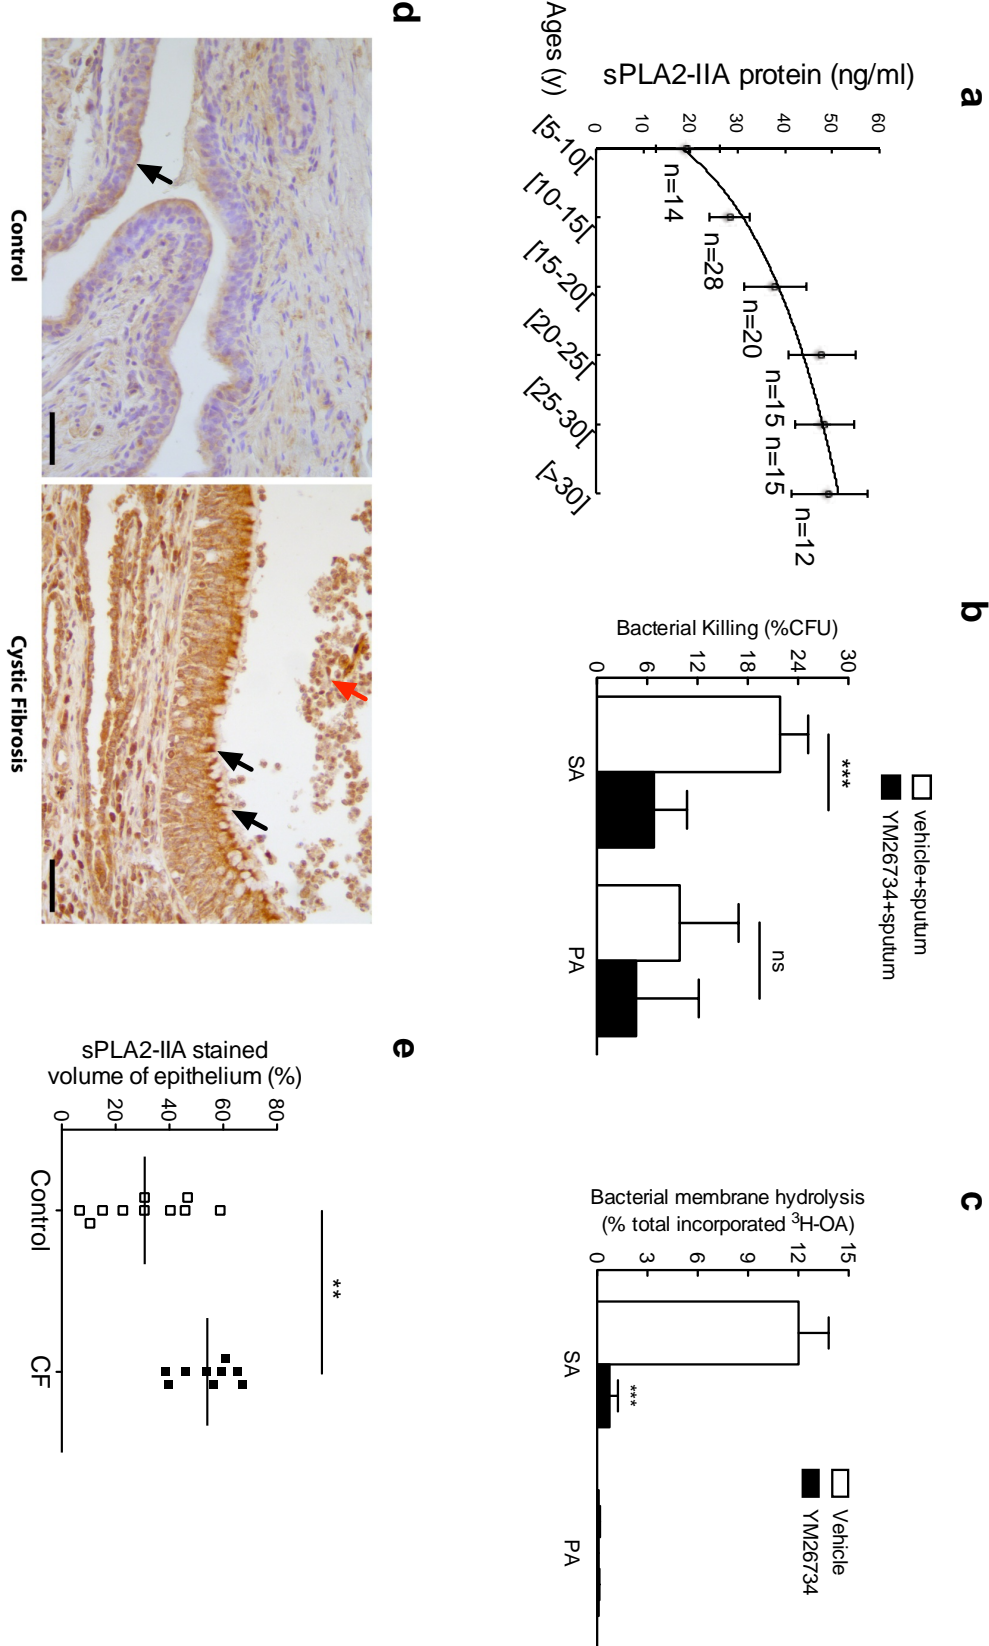 a
sPLA2-IIA protein (ng/ml)
60
50
40
30
20
10
0
Ages (y)
[5-10[
[10-15[
[15-20[
[20-25[
[25-30[
[>30]
n=14
n=28
n=20
n=15
n=15
n=12
b
vehicle+sputum
YM26734+sputum
Bacterial Killing (%CFU)
30
24
18
12
6
0
***
ns
SA
PA
c
Bacterial membrane hydrolysis
(% total incorporated ³H-OA)
15
12
9
6
3
0
Vehicle
YM26734
***
SA
PA
d
Control
Cystic Fibrosis
e
sPLA2-IIA stained
volume of epithelium (%)
80
60
40
20
0
**
Control
CF